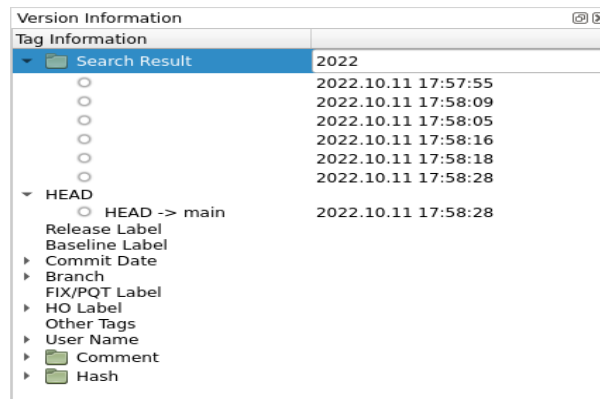 Version Information
Tag Information
Search Result 2022
2022.10.11 17:57:55
2022.10.11 17:58:09
2022.10.11 17:58:05
2022.10.11 17:58:16
2022.10.11 17:58:18
2022.10.11 17:58:28
HEAD
HEAD -> main 2022.10.11 17:58:28
Release Label
Baseline Label
Commit Date
Branch
FIX/PQT Label
HO Label
Other Tags
User Name
Comment
Hash